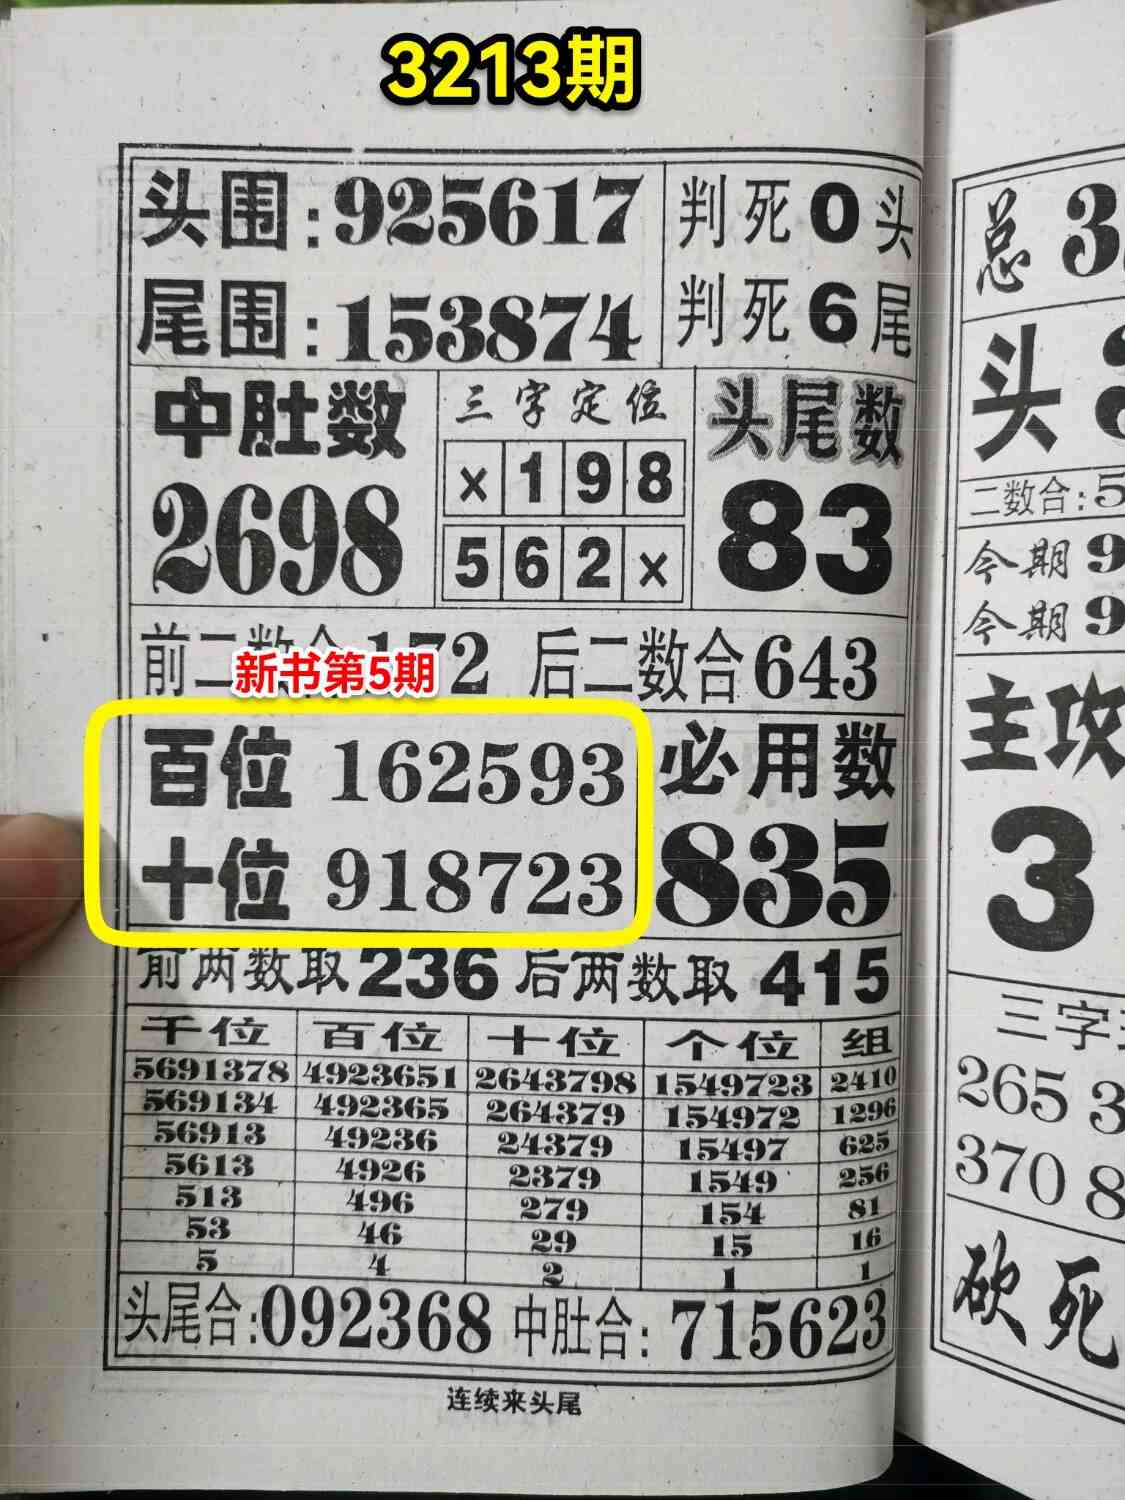 3213期
头围:925617 判死0头
尾围:153874 判死6尾
中肚数 三字定位 头尾数
2698 ×198 83
562×
前二数合172 后二数合643
新书第5期
百位 162593 必用数
十位 918723 835
前两数取236 后两数取415
千位 百位 十位 个位 组
5691378 4923651 2643798 1549723 2410
569134 492365 264379 154972 1296
56913 49236 24379 15497 625
5613 4926 2379 1549 256
513 496 279 154 81
53 46 29 15 16
5 4 2 1 1
头尾合:092368 中肚合:715623
连续来头尾
总3
头
二数合:5
今期9
今期9
主攻
3
三字
265 3
370 8
砍死